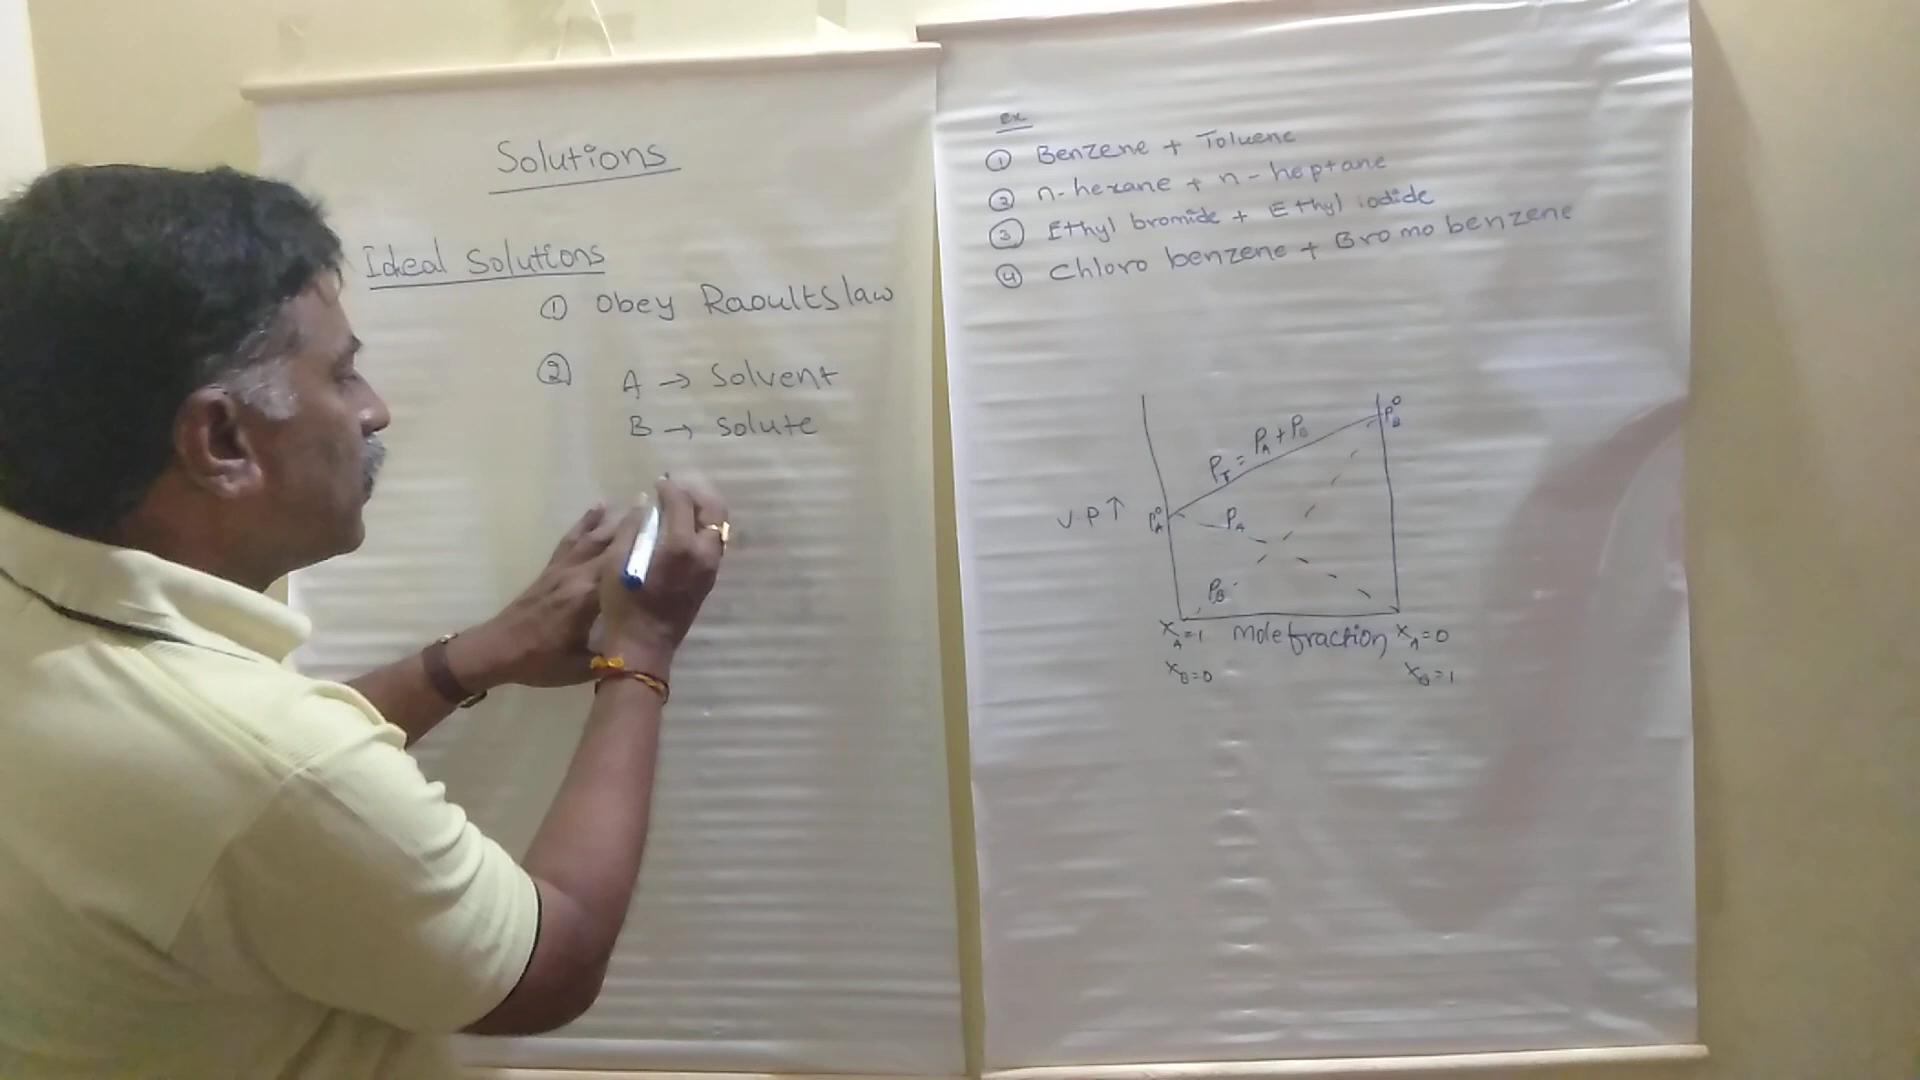 Solutions
Ideal Solutions
① Obey Raoults law
② A → Solvent
B → Solute
ex
① Benzene + Toluene
② n-hexane + n-heptane
③ Ethyl bromide + Ethyl iodide
④ Chloro benzene + Bromo benzene
P°B
PT = PA + PB
V.P↑
P°A
PA
PB
XA=1 Mole fraction XA=0
XB=0 XB=1